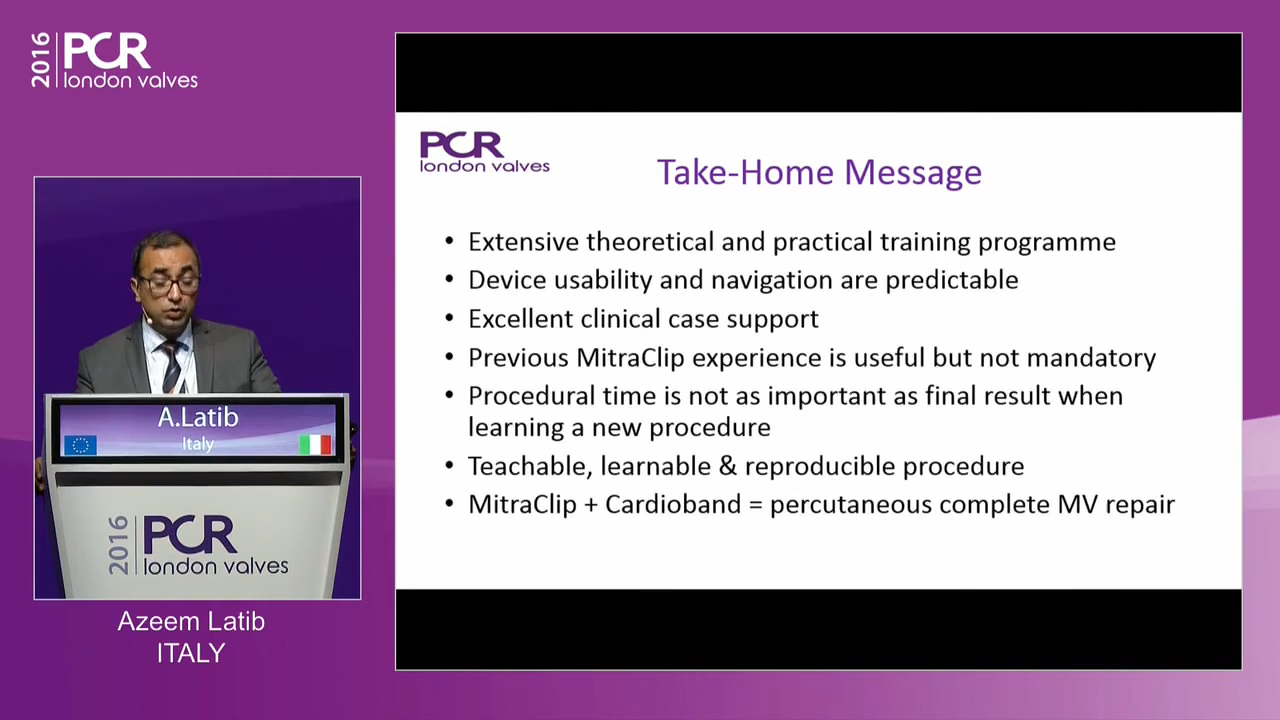 2016
PCR
london valves
PCR
london valves
Take-Home Message
• Extensive theoretical and practical training programme
• Device usability and navigation are predictable
• Excellent clinical case support
• Previous MitraClip experience is useful but not mandatory
• Procedural time is not as important as final result when
learning a new procedure
• Teachable, learnable & reproducible procedure
• MitraClip + Cardioband = percutaneous complete MV repair
A.Latib
Italy
2016
PCR
london valves
Azeem Latib
ITALY